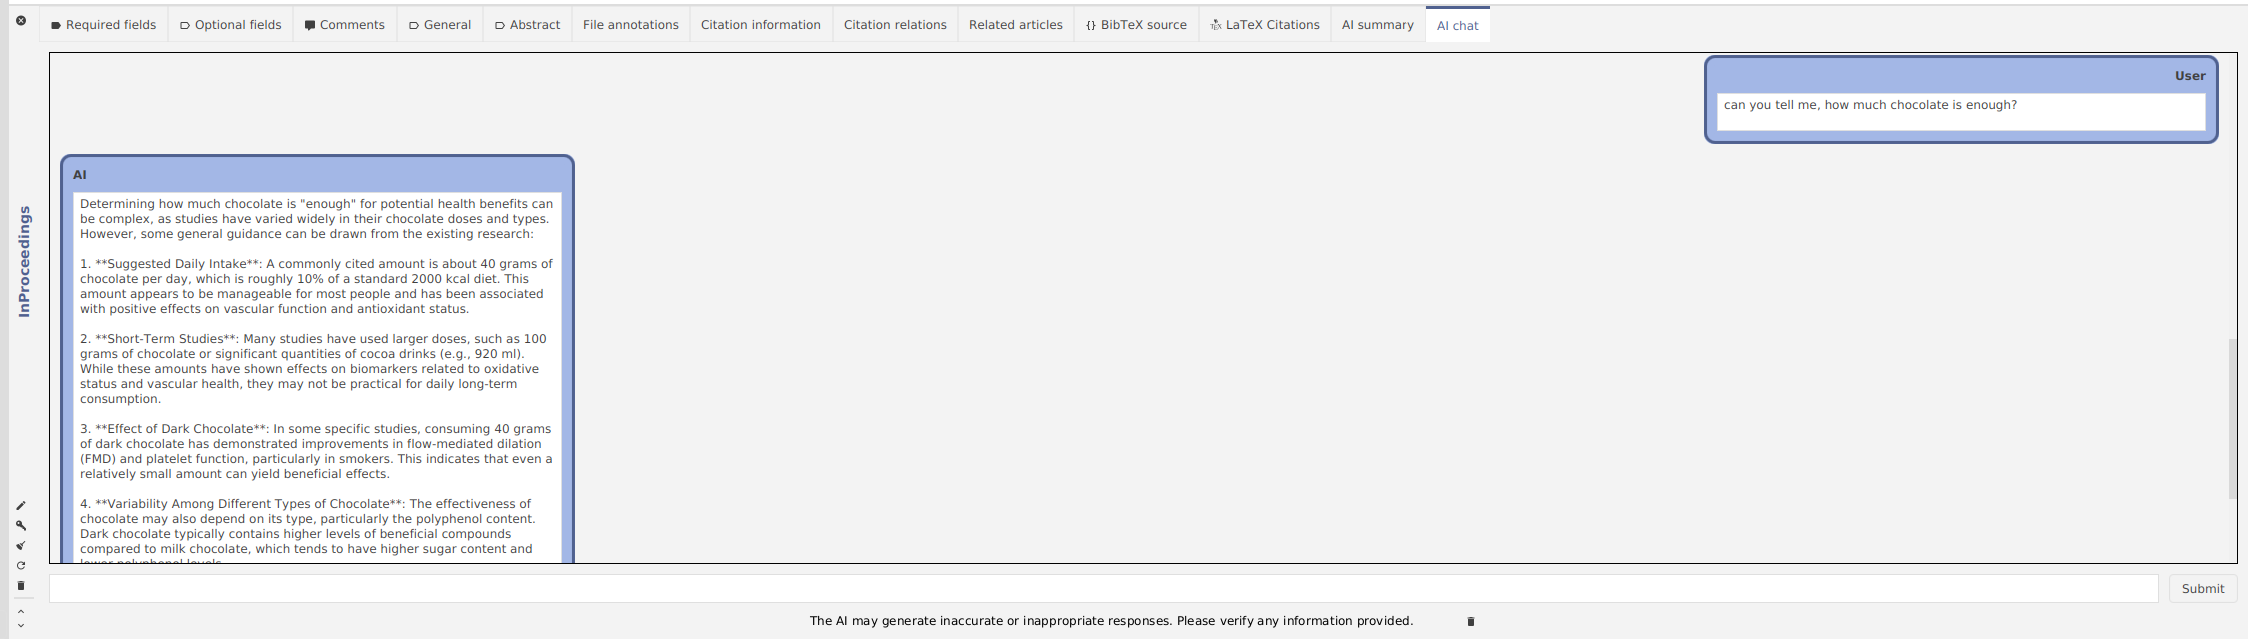 Required fields
Optional fields
Comments
General
Abstract
File annotations
Citation information
Citation relations
Related articles
{} BibTeX source
LaTeX Citations
AI summary
AI chat
InProceedings
User
can you tell me, how much chocolate is enough?
AI
Determining how much chocolate is "enough" for potential health benefits can
be complex, as studies have varied widely in their chocolate doses and types.
However, some general guidance can be drawn from the existing research:
1. **Suggested Daily Intake**: A commonly cited amount is about 40 grams of
chocolate per day, which is roughly 10% of a standard 2000 kcal diet. This
amount appears to be manageable for most people and has been associated
with positive effects on vascular function and antioxidant status.
2. **Short-Term Studies**: Many studies have used larger doses, such as 100
grams of chocolate or significant quantities of cocoa drinks (e.g., 920 ml).
While these amounts have shown effects on biomarkers related to oxidative
status and vascular health, they may not be practical for daily long-term
consumption.
3. **Effect of Dark Chocolate**: In some specific studies, consuming 40 grams
of dark chocolate has demonstrated improvements in flow-mediated dilation
(FMD) and platelet function, particularly in smokers. This indicates that even a
relatively small amount can yield beneficial effects.
4. **Variability Among Different Types of Chocolate**: The effectiveness of
chocolate may also depend on its type, particularly the polyphenol content.
Dark chocolate typically contains higher levels of beneficial compounds
compared to milk chocolate, which tends to have higher sugar content and
lower polyphenol levels.
Submit
The AI may generate inaccurate or inappropriate responses. Please verify any information provided.